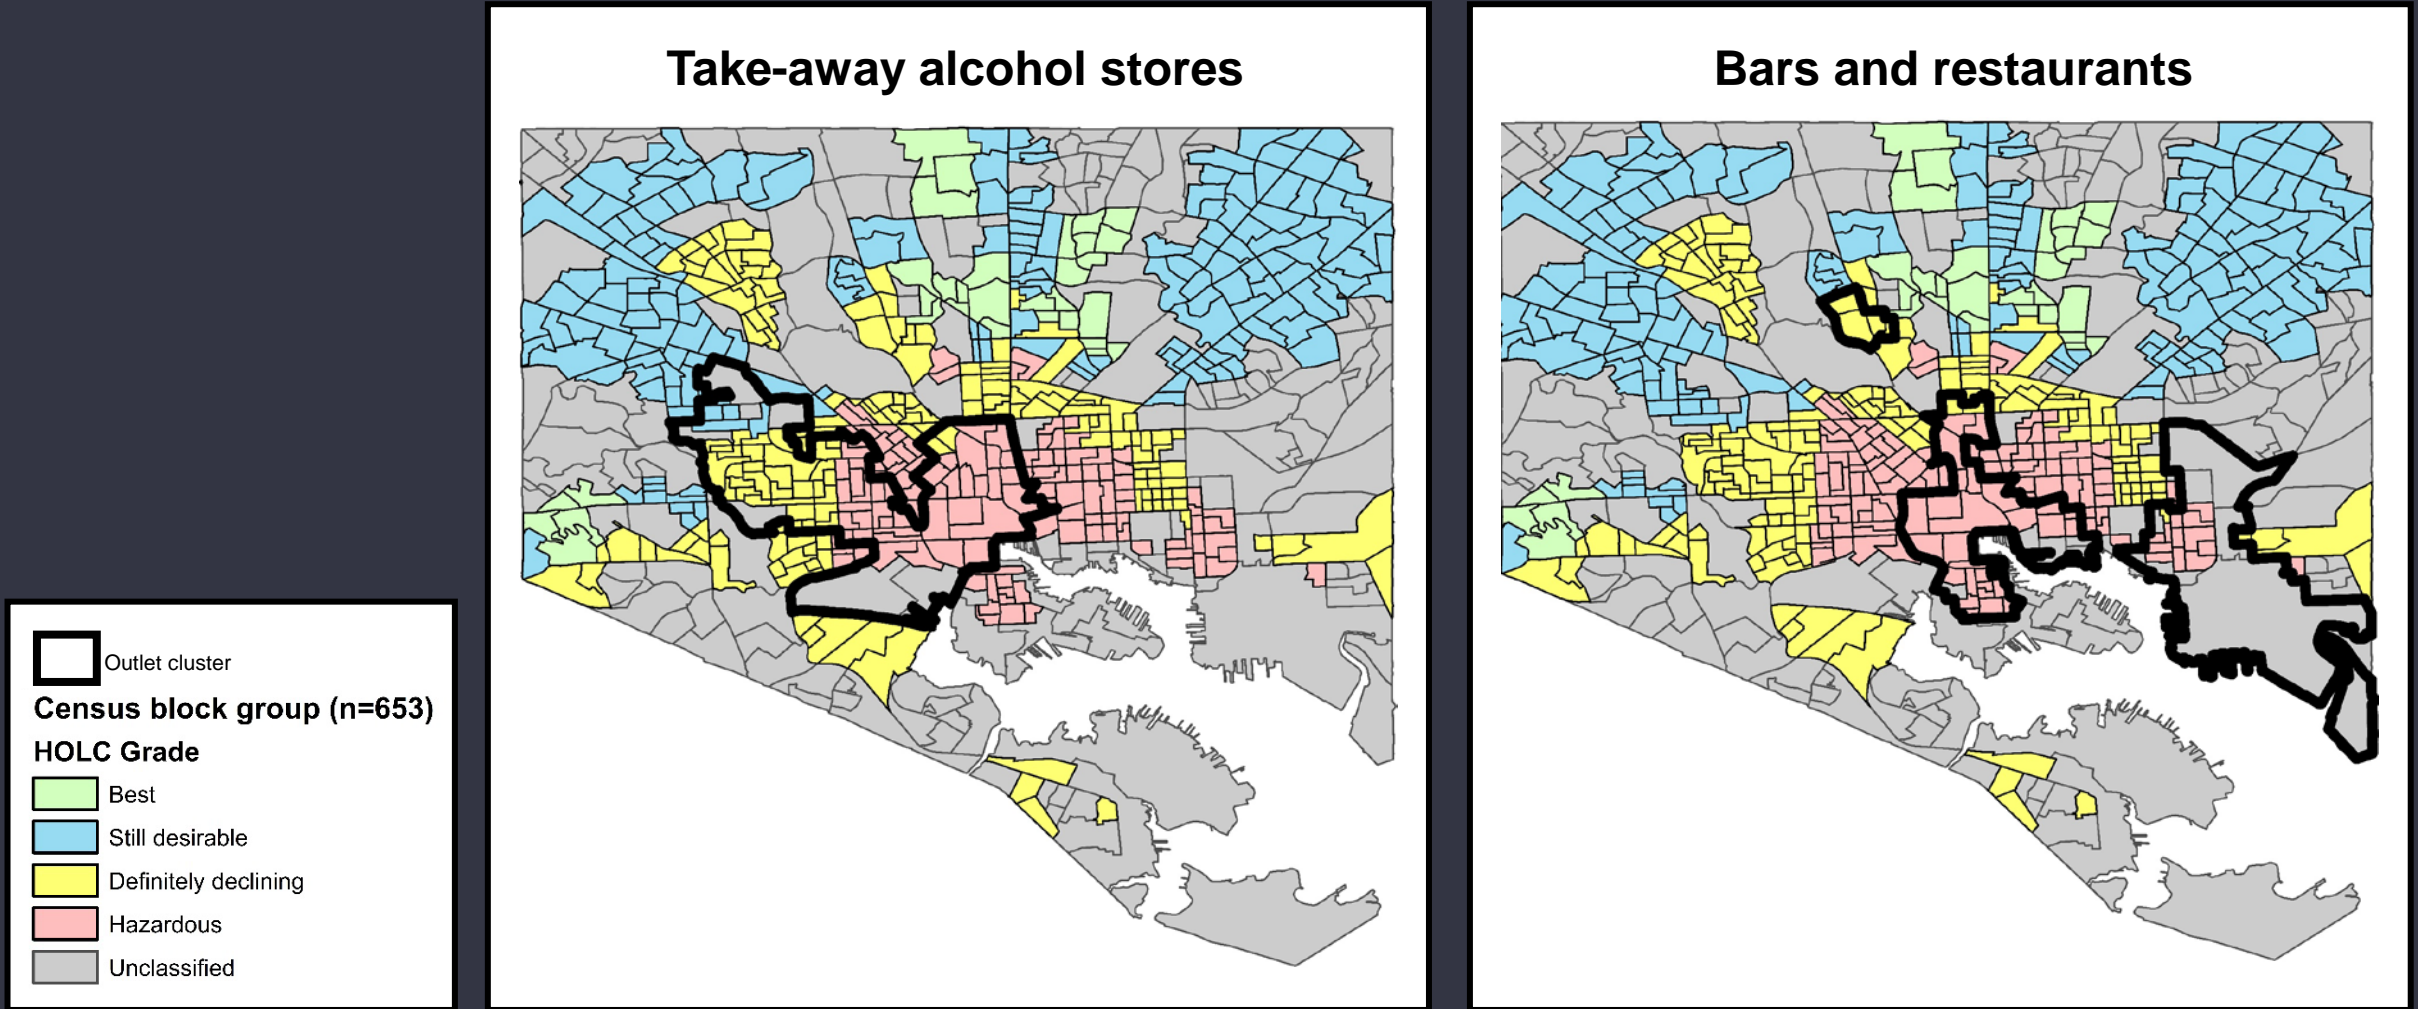 Take-away alcohol stores
Bars and restaurants
Outlet cluster
Census block group (n=653)
HOLC Grade
Best
Still desirable
Definitely declining
Hazardous
Unclassified